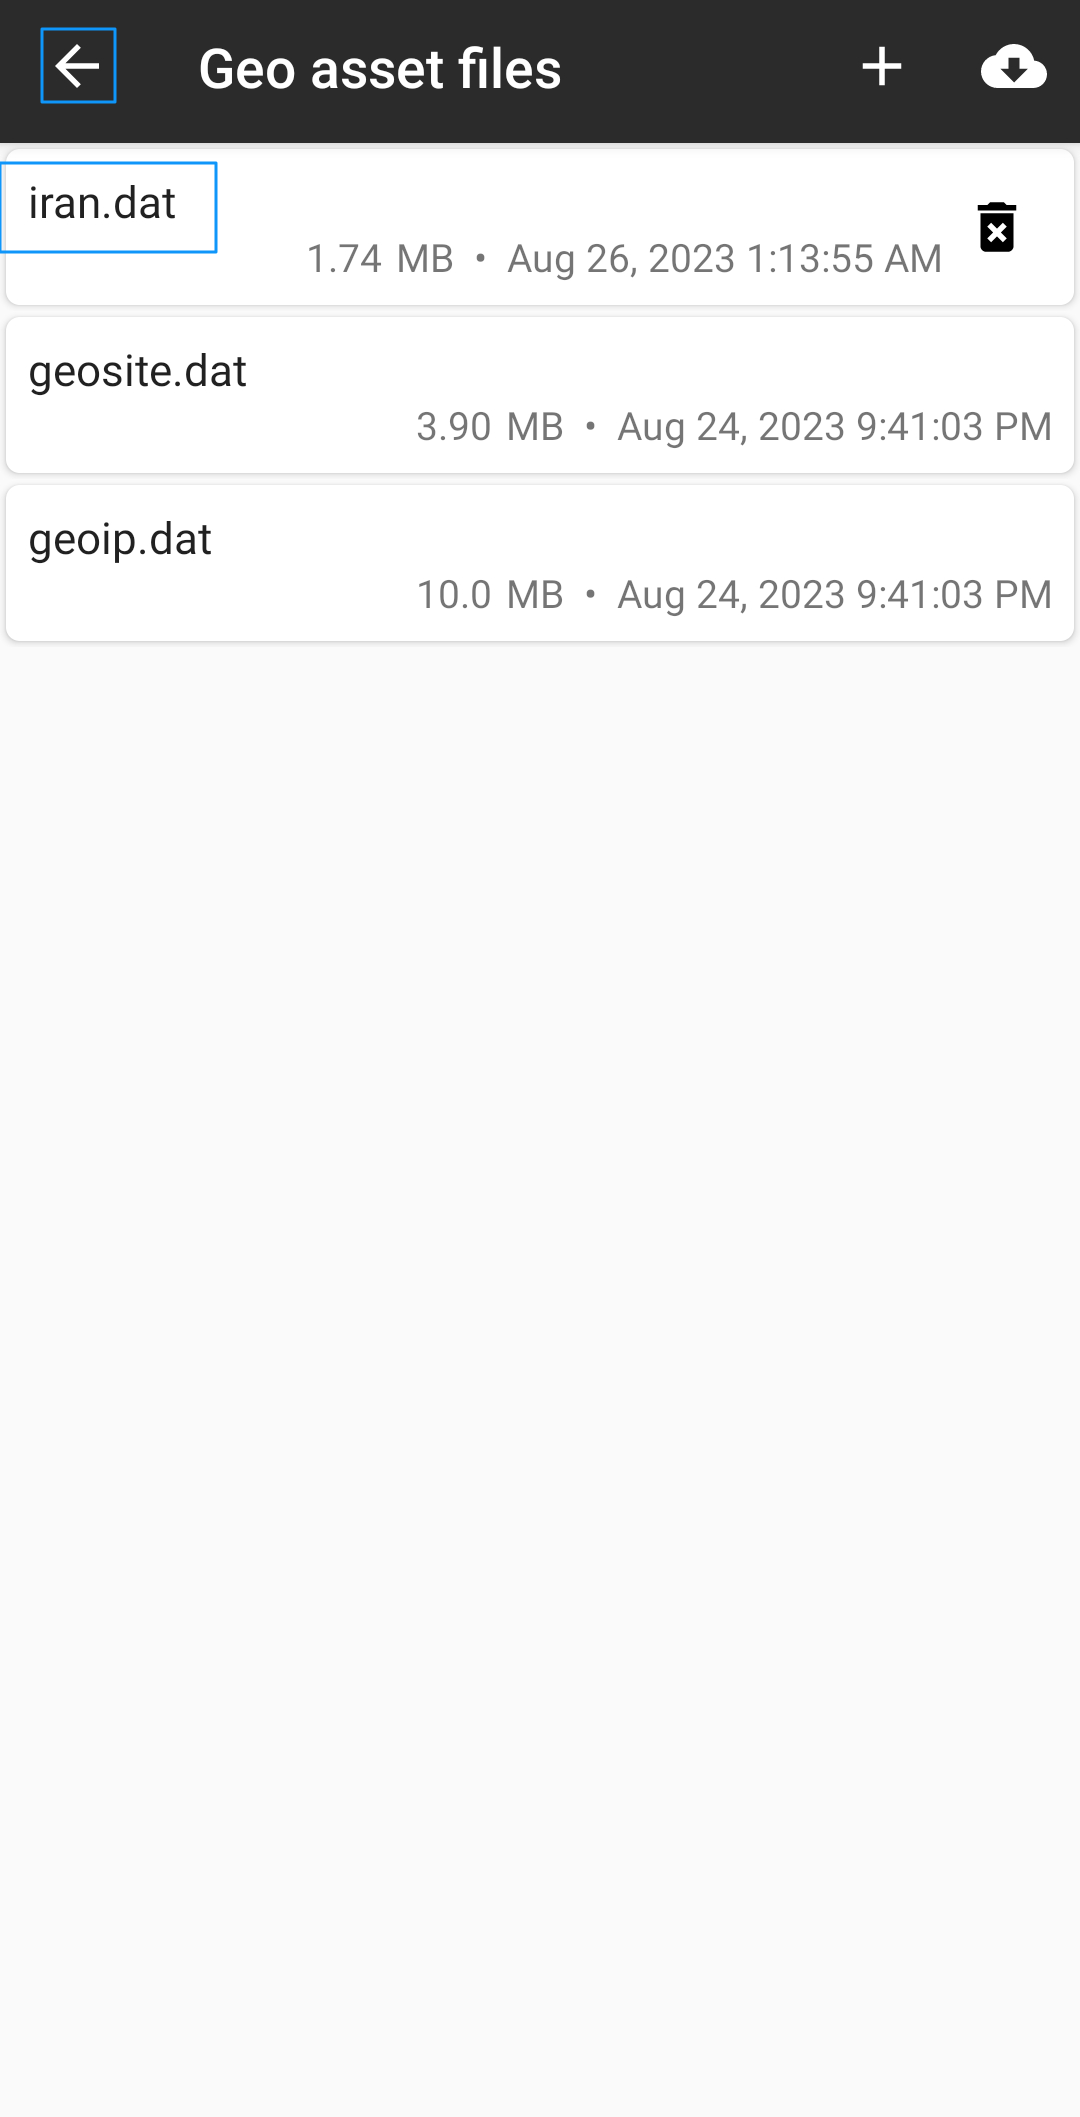 Geo asset files
iran.dat
1.74 MB • Aug 26, 2023 1:13:55 AM
geosite.dat
3.90 MB • Aug 24, 2023 9:41:03 PM
geoip.dat
10.0 MB • Aug 24, 2023 9:41:03 PM